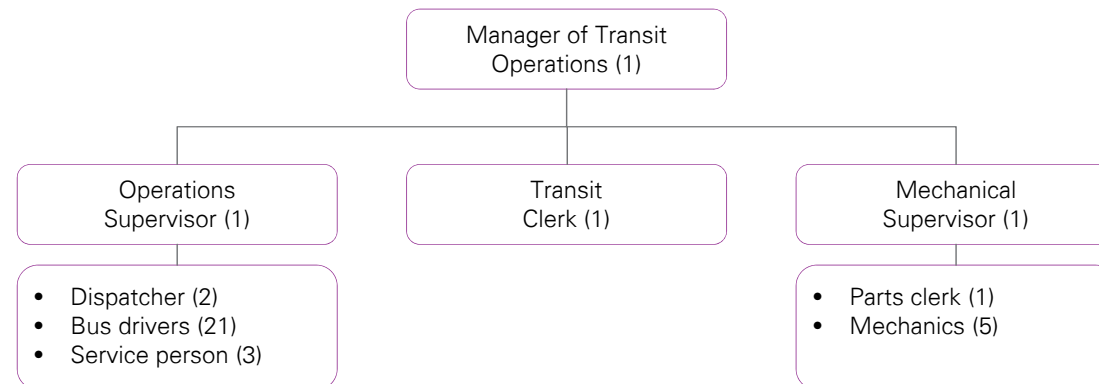 Manager of Transit
Operations (1)
Operations
Supervisor (1)
Transit
Clerk (1)
Mechanical
Supervisor (1)
• Dispatcher (2)
• Bus drivers (21)
• Service person (3)
• Parts clerk (1)
• Mechanics (5)